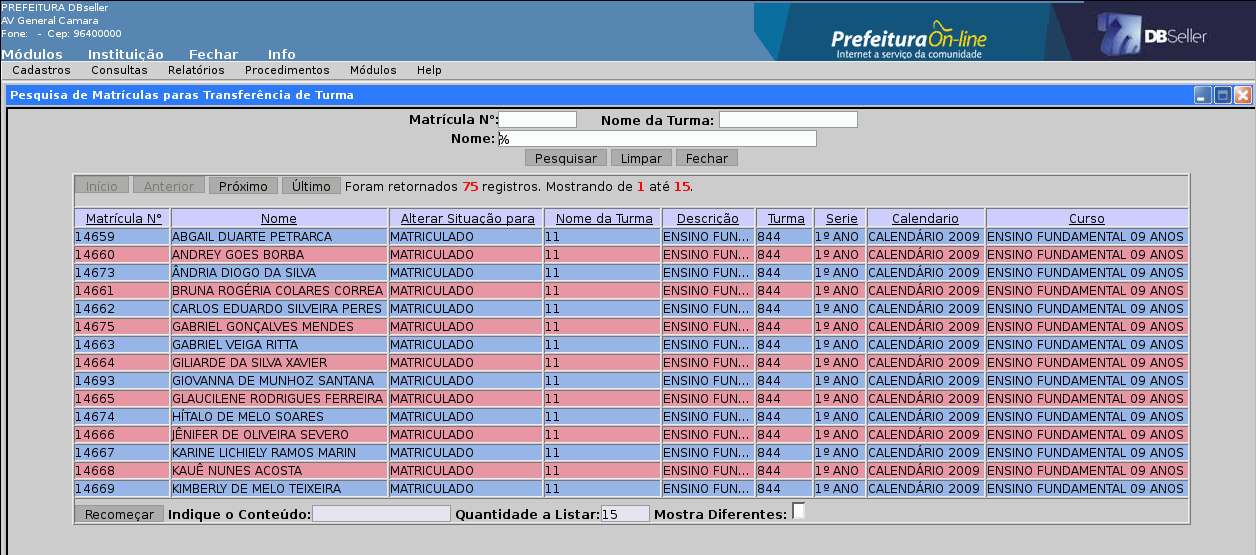 PREFEITURA DBseller
AV General Camara
Fone: - Cep: 96400000
Módulos Instituição Fechar Info
PrefeituraOn-line
Internet a serviço da comunidade
DBSeller
Cadastros Consultas Relatórios Procedimentos Módulos Help
Pesquisa de Matrículas paras Transferência de Turma
Matrícula N°: Nome da Turma:
Nome: %
Pesquisar Limpar Fechar
Início Anterior Próximo Último Foram retornados 75 registros. Mostrando de 1 até 15.
Matrícula N° Nome Alterar Situação para Nome da Turma Descrição Turma Serie Calendario Curso
14659 ABGAIL DUARTE PETRARCA MATRICULADO 11 ENSINO FUN... 844 1º ANO CALENDÁRIO 2009 ENSINO FUNDAMENTAL 09 ANOS
14660 ANDREY GOES BORBA MATRICULADO 11 ENSINO FUN... 844 1º ANO CALENDÁRIO 2009 ENSINO FUNDAMENTAL 09 ANOS
14673 ÂNDRIA DIOGO DA SILVA MATRICULADO 11 ENSINO FUN... 844 1º ANO CALENDÁRIO 2009 ENSINO FUNDAMENTAL 09 ANOS
14661 BRUNA ROGÉRIA COLARES CORREA MATRICULADO 11 ENSINO FUN... 844 1º ANO CALENDÁRIO 2009 ENSINO FUNDAMENTAL 09 ANOS
14662 CARLOS EDUARDO SILVEIRA PERES MATRICULADO 11 ENSINO FUN... 844 1º ANO CALENDÁRIO 2009 ENSINO FUNDAMENTAL 09 ANOS
14675 GABRIEL GONÇALVES MENDES MATRICULADO 11 ENSINO FUN... 844 1º ANO CALENDÁRIO 2009 ENSINO FUNDAMENTAL 09 ANOS
14663 GABRIEL VEIGA RITTA MATRICULADO 11 ENSINO FUN... 844 1º ANO CALENDÁRIO 2009 ENSINO FUNDAMENTAL 09 ANOS
14664 GILIARDE DA SILVA XAVIER MATRICULADO 11 ENSINO FUN... 844 1º ANO CALENDÁRIO 2009 ENSINO FUNDAMENTAL 09 ANOS
14693 GIOVANNA DE MUNHOZ SANTANA MATRICULADO 11 ENSINO FUN... 844 1º ANO CALENDÁRIO 2009 ENSINO FUNDAMENTAL 09 ANOS
14665 GLAUCILENE RODRIGUES FERREIRA MATRICULADO 11 ENSINO FUN... 844 1º ANO CALENDÁRIO 2009 ENSINO FUNDAMENTAL 09 ANOS
14674 HÍTALO DE MELO SOARES MATRICULADO 11 ENSINO FUN... 844 1º ANO CALENDÁRIO 2009 ENSINO FUNDAMENTAL 09 ANOS
14666 JÊNIFER DE OLIVEIRA SEVERO MATRICULADO 11 ENSINO FUN... 844 1º ANO CALENDÁRIO 2009 ENSINO FUNDAMENTAL 09 ANOS
14667 KARINE LICHIELY RAMOS MARIN MATRICULADO 11 ENSINO FUN... 844 1º ANO CALENDÁRIO 2009 ENSINO FUNDAMENTAL 09 ANOS
14668 KAUÊ NUNES ACOSTA MATRICULADO 11 ENSINO FUN... 844 1º ANO CALENDÁRIO 2009 ENSINO FUNDAMENTAL 09 ANOS
14669 KIMBERLY DE MELO TEIXEIRA MATRICULADO 11 ENSINO FUN... 844 1º ANO CALENDÁRIO 2009 ENSINO FUNDAMENTAL 09 ANOS
Recomeçar Indique o Conteúdo: Quantidade a Listar: 15 Mostra Diferentes: